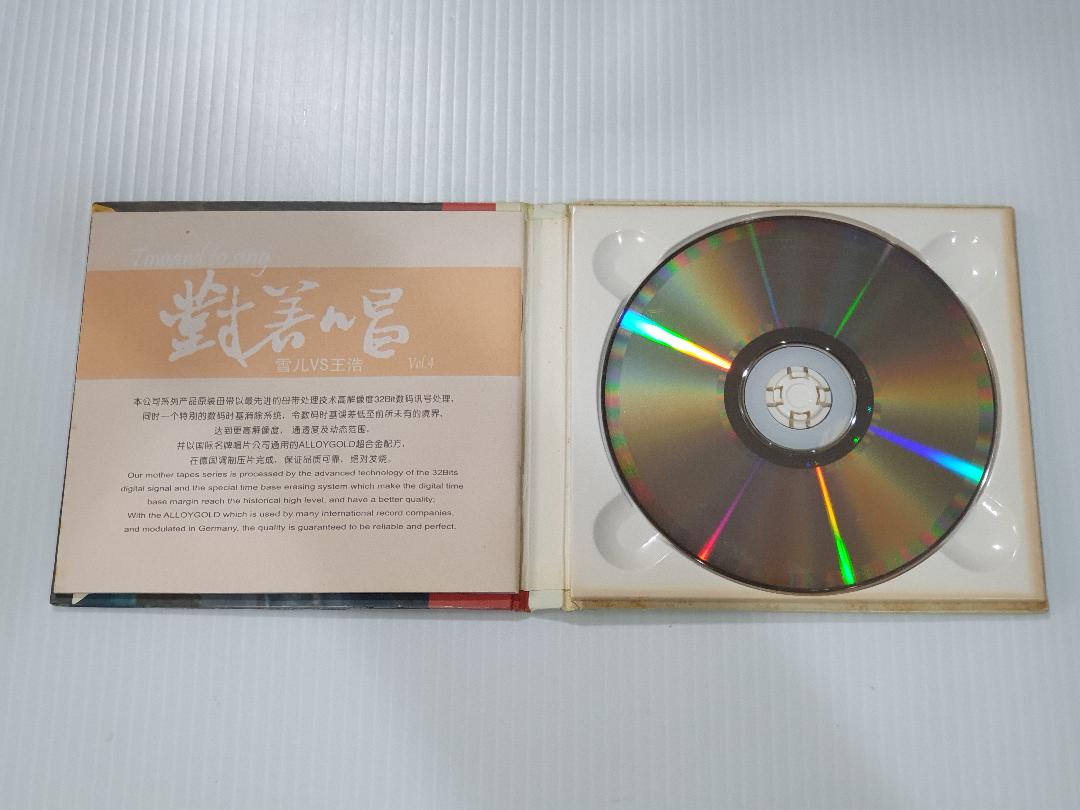 Toward to sing
對着唱
雪儿VS王浩 Vol.4
本公司系列产品原装母带以最先进的母带处理技术高解像度32Bit数码讯号处理，
同时一个特别的数码时基消除系统，令数码时基误差低至前所未有的境界，
达到更高解像度， 通透度及动态范围，
并以国际名牌唱片公司通用的ALLOYGOLD超合金配方，
在德国调制压片完成， 保证品质可靠， 绝对发烧。
Our mother tapes series is processed by the advanced technology of the 32Bits
digital signal and the special time base erasing system which make the digital time
base margin reach the historical high level, and have a better quality;
With the ALLOYGOLD which is used by many international record companies,
and modulated in Germany, the quality is guaranteed to be reliable and perfect.